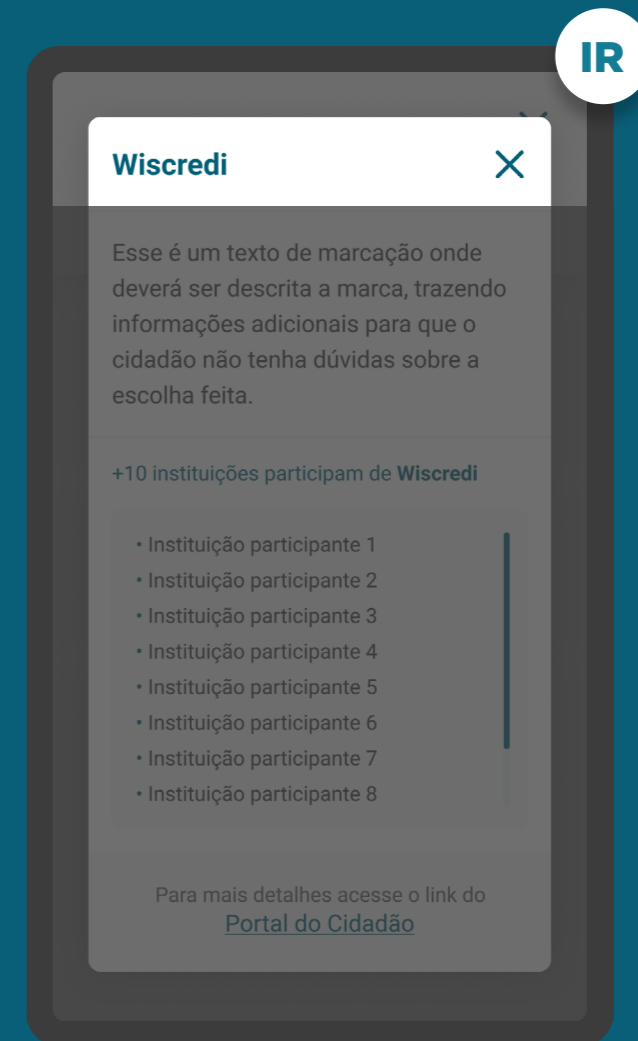 IR
Wiscredi
Esse é um texto de marcação onde
deverá ser descrita a marca, trazendo
informações adicionais para que o
cidadão não tenha dúvidas sobre a
escolha feita.
+10 instituições participam de Wiscredi
• Instituição participante 1
• Instituição participante 2
• Instituição participante 3
• Instituição participante 4
• Instituição participante 5
• Instituição participante 6
• Instituição participante 7
• Instituição participante 8
Para mais detalhes acesse o link do
Portal do Cidadão